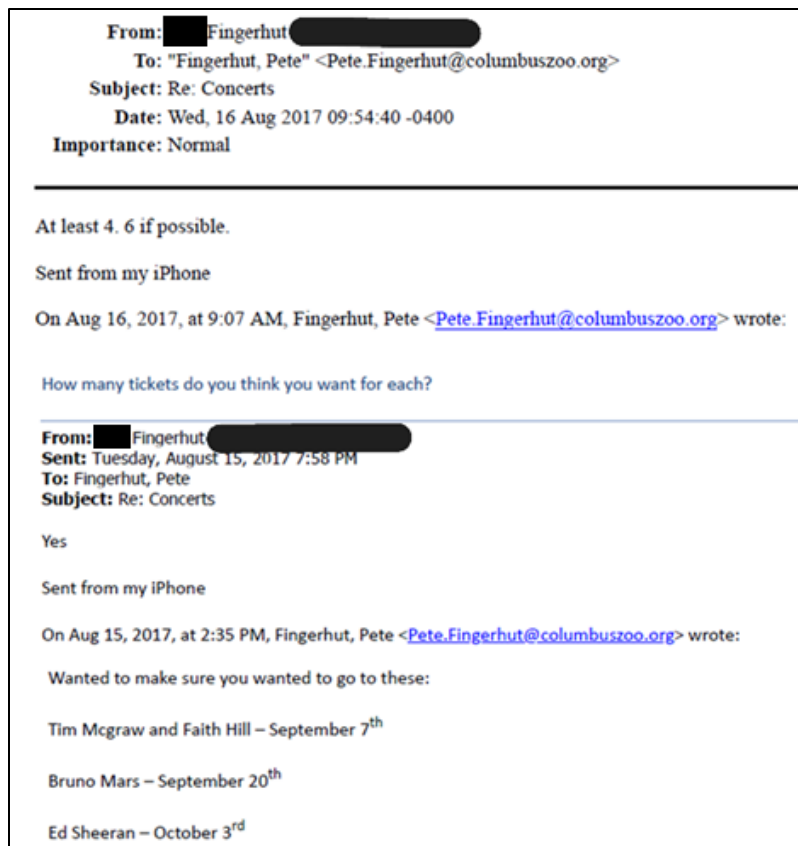 From: Fingerhut
To: "Fingerhut, Pete" <Pete.Fingerhut@columbuszoo.org>
Subject: Re: Concerts
Date: Wed, 16 Aug 2017 09:54:40 -0400
Importance: Normal
At least 4. 6 if possible.
Sent from my iPhone
On Aug 16, 2017, at 9:07 AM, Fingerhut, Pete <Pete.Fingerhut@columbuszoo.org> wrote:
How many tickets do you think you want for each?
From: Fingerhut
Sent: Tuesday, August 15, 2017 7:58 PM
To: Fingerhut, Pete
Subject: Re: Concerts
Yes
Sent from my iPhone
On Aug 15, 2017, at 2:35 PM, Fingerhut, Pete <Pete.Fingerhut@columbuszoo.org> wrote:
Wanted to make sure you wanted to go to these:
Tim Mcgraw and Faith Hill – September 7th
Bruno Mars – September 20th
Ed Sheeran – October 3rd